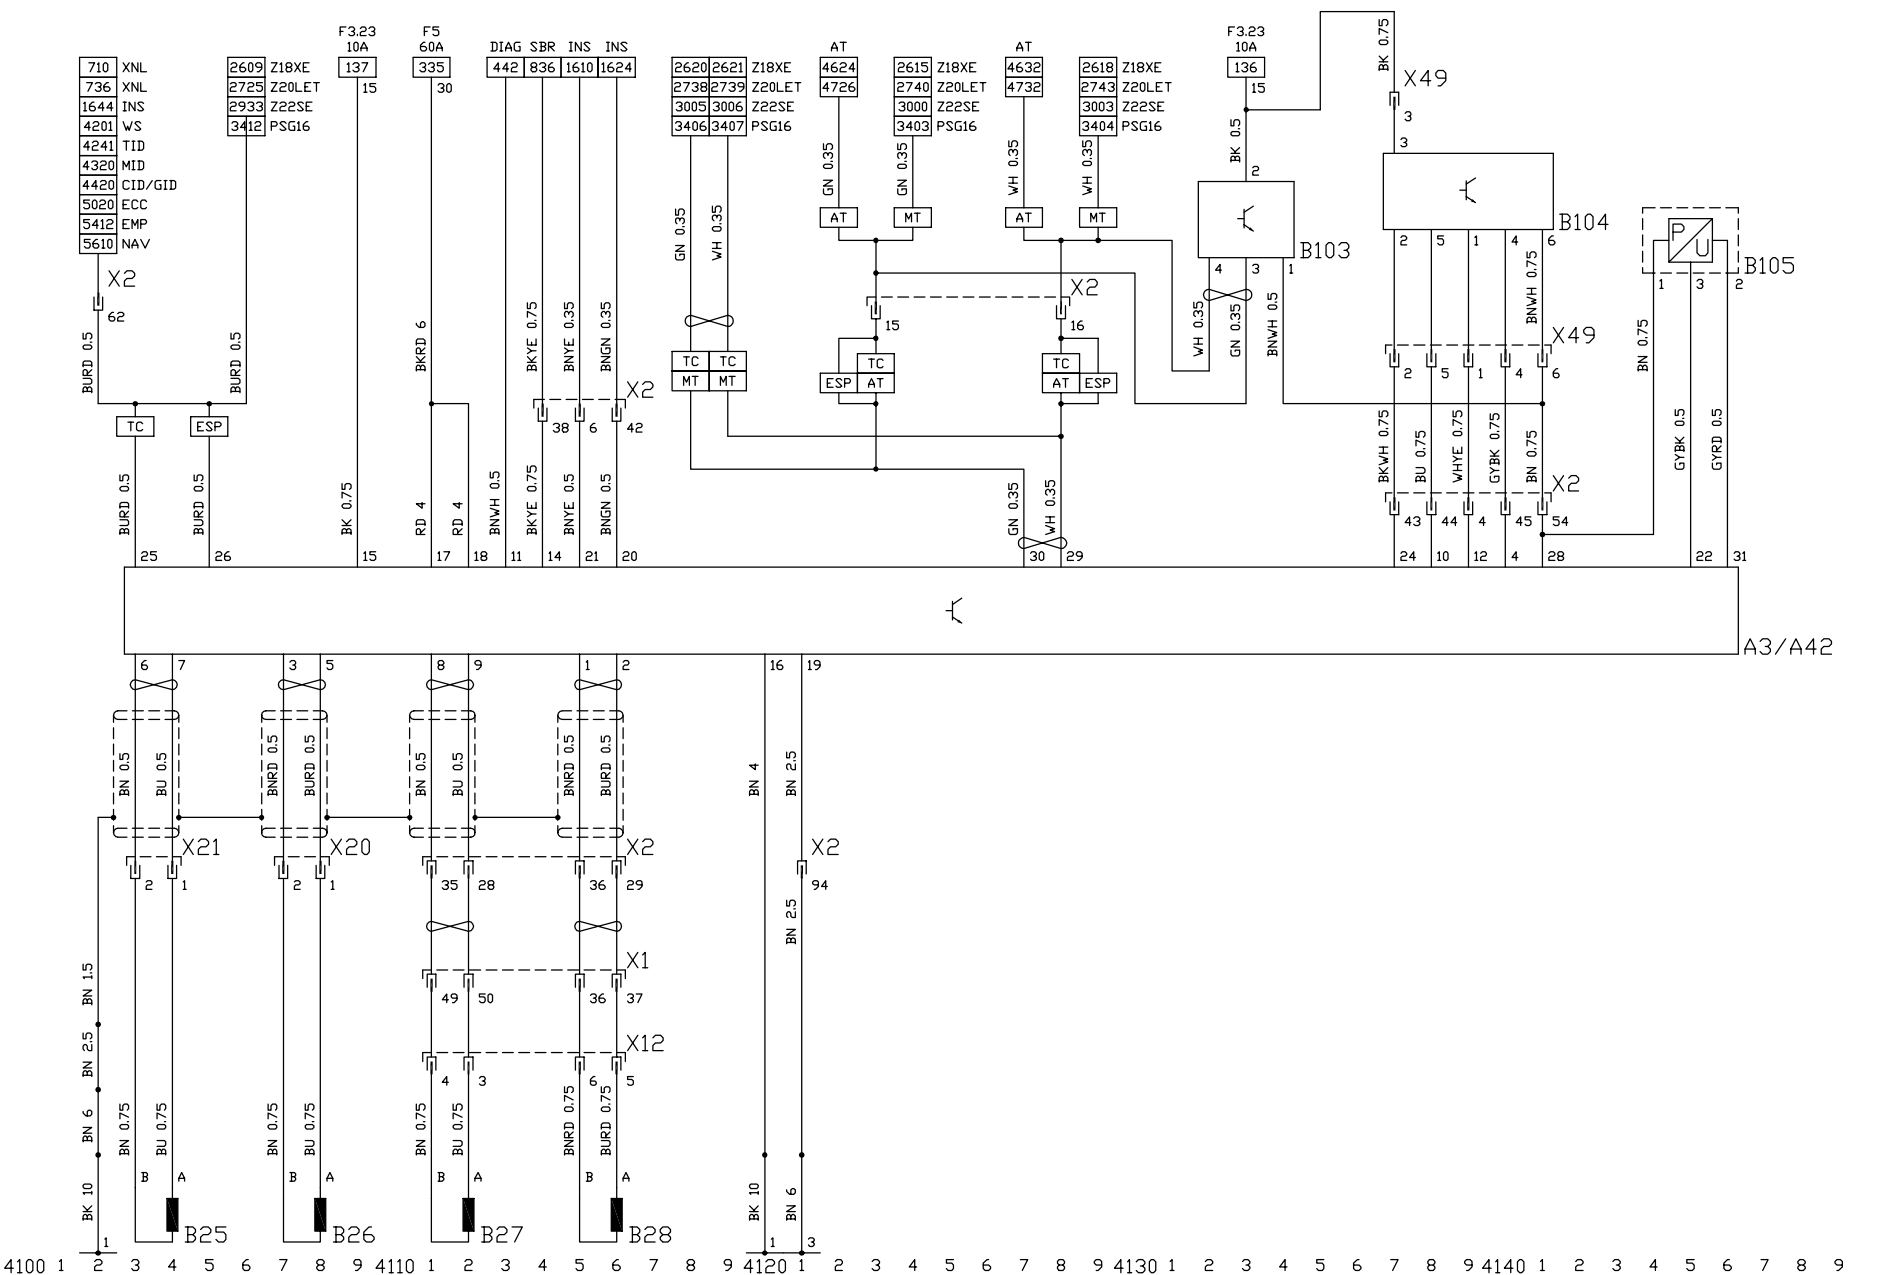 F3.23 F5 F3.23
10A 60A DIAG SBR INS INS AT AT 10A
710 XNL 2609 Z18XE 137 335 442 836 1610 1624 2620 2621 Z18XE 4624 2615 Z18XE 4632 2618 Z18XE 136
736 XNL 2725 Z20LET 15 30 2738 2739 Z20LET 4726 2740 Z20LET 4732 2743 Z20LET 15
1644 INS 2933 Z22SE 3005 3006 Z22SE 3000 Z22SE 3003 Z22SE
4201 WS 3412 PSG16 3406 3407 PSG16 3403 PSG16 3404 PSG16
4241 TID
4320 MID
4420 CID/GID
5020 ECC
5412 EMP
5610 NAV
BK 0.75 X49
3
3
BK 0.5
2
GN 0.35 GN 0.35 WH 0.35 WH 0.35
AT MT AT MT
GN 0.35 WH 0.35
B103 B104 B105
P U
4 3 1
2 5 1 4 6
1 3 2
X2
62
X2
15 16
BURD 0.5 BURD 0.5 BKRD 6 BKYE 0.75 BNYE 0.35 BNGN 0.35
WH 0.35 GN 0.35 BNWH 0.5 BNWH 0.75 BN 0.75
X49
2 5 1 4 6
TC TC TC TC
MT MT ESP AT AT ESP
X2
38 6 42
TC ESP
BKWH 0.75 BU 0.75 WHYE 0.75 GYBK 0.75 BN 0.75 GYBK 0.5 GYRD 0.5
BURD 0.5 BURD 0.5 BK 0.75 RD 4 RD 4 BNWH 0.5 BKYE 0.75 BNYE 0.5 BNGN 0.5 GN 0.35 WH 0.35
X2
43 44 4 45 54
25 26 15 17 18 11 14 21 20 30 29 24 10 12 4 28 22 31
A3/A42
6 7 3 5 8 9 1 2 16 19
BN 0.5 BU 0.5 BNRD 0.5 BURD 0.5 BN 0.5 BU 0.5 BNRD 0.5 BURD 0.5 BN 4 BN 2.5
X21 X20 X2 X2
2 1 2 1 35 28 36 29 94
BN 2.5
BN 1.5
X1
49 50 36 37
BN 2.5
X12
4 3 6 5
BN 6 BN 0.75 BU 0.75 BN 0.75 BU 0.75 BN 0.75 BU 0.75 BNRD 0.75 BURD 0.75
B A B A B A B A
BK 10 BK 10 BN 6
B25 B26 B27 B28
1 1 3
4100 1 2 3 4 5 6 7 8 9 4110 1 2 3 4 5 6 7 8 9 4120 1 2 3 4 5 6 7 8 9 4130 1 2 3 4 5 6 7 8 9 4140 1 2 3 4 5 6 7 8 9